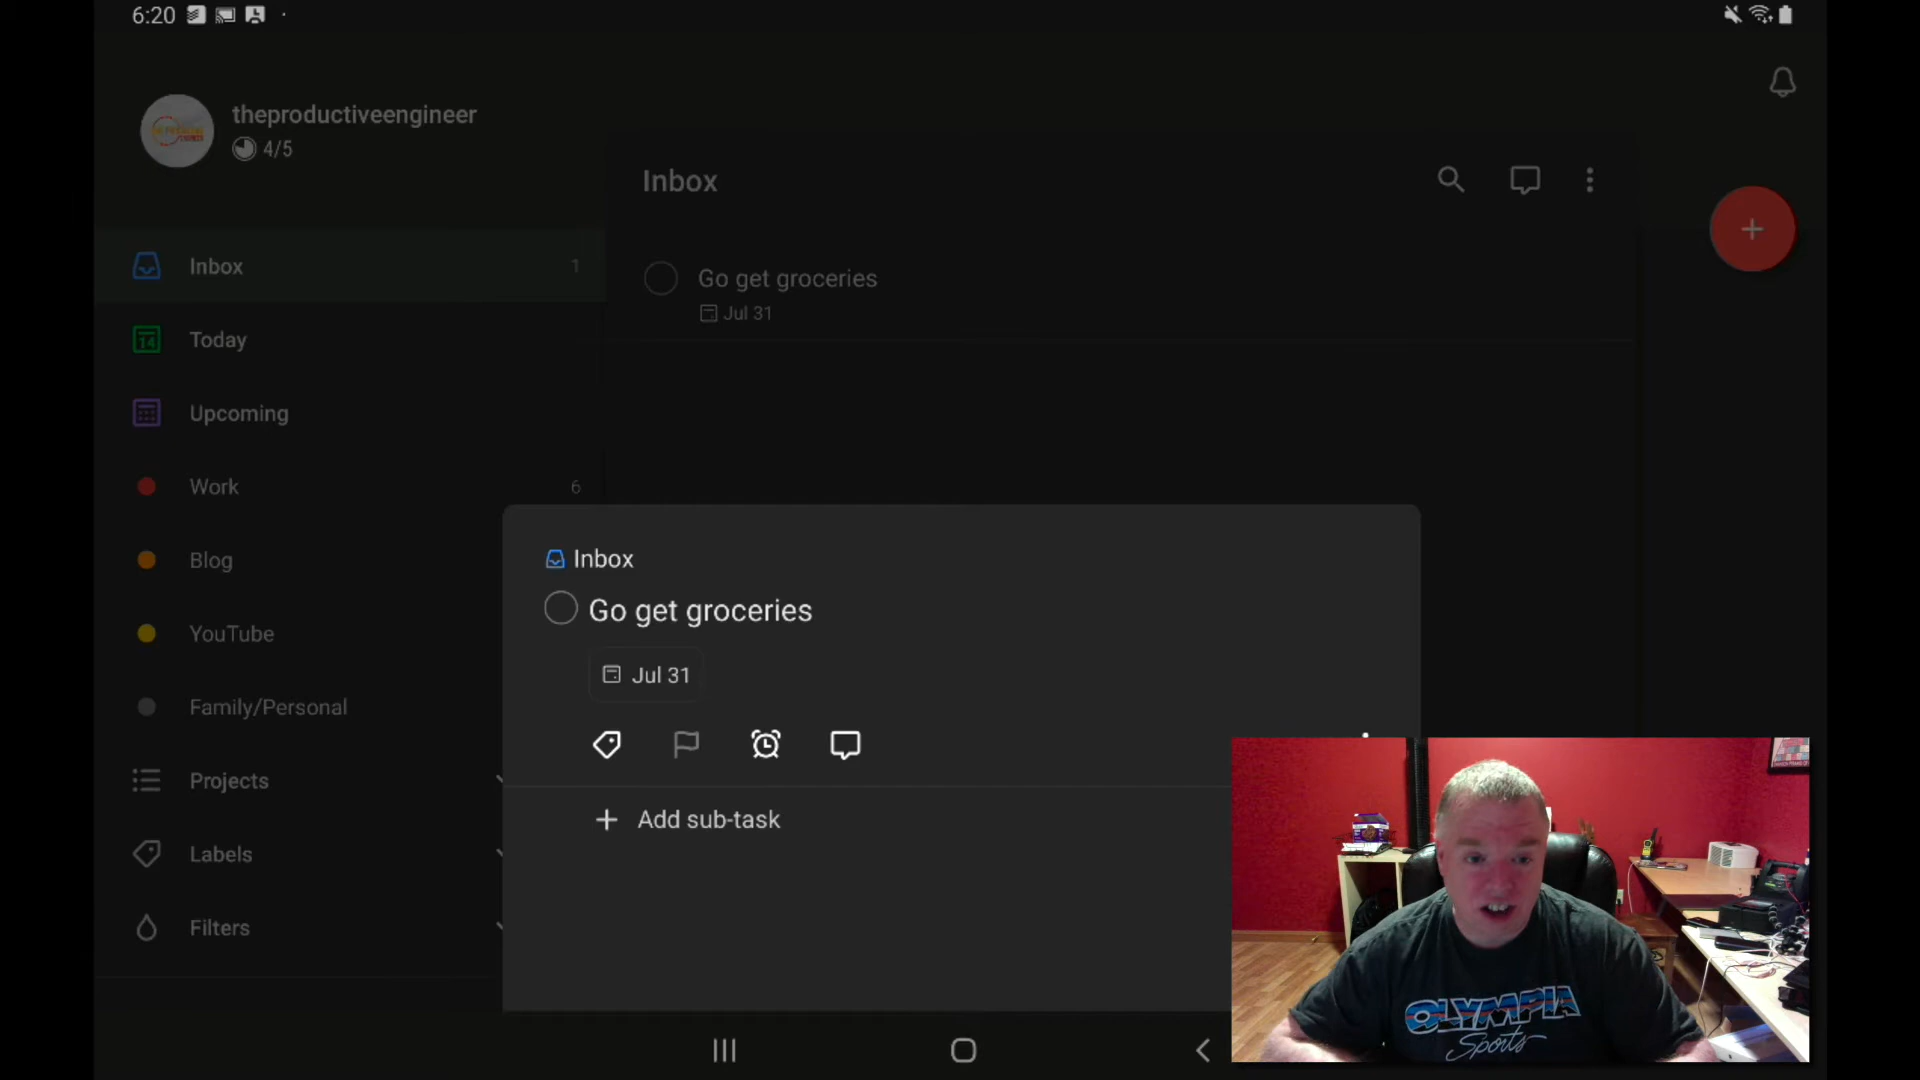 6:20
theproductiveengineer
4/5
Inbox
Inbox 1
Go get groceries
Jul 31
14
Today
Upcoming
Work 6
Blog
YouTube
Family/Personal
Projects
Labels
Filters
Inbox
Go get groceries
Jul 31
Add sub-task
OLYMPIA
Sports